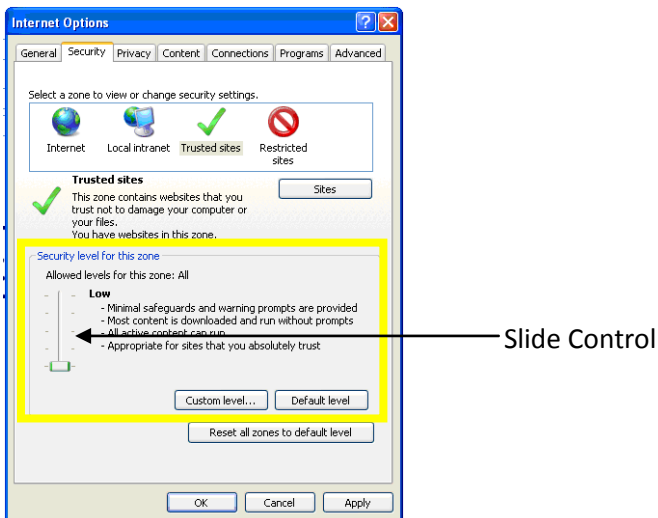 Internet Options
General Security Privacy Content Connections Programs Advanced
Select a zone to view or change security settings.
Internet Local intranet Trusted sites Restricted sites
Trusted sites
Sites
This zone contains websites that you
trust not to damage your computer or
your files.
You have websites in this zone.
Security level for this zone
Allowed levels for this zone: All
Low
- Minimal safeguards and warning prompts are provided
- Most content is downloaded and run without prompts
- All active content can run
- Appropriate for sites that you absolutely trust
Slide Control
Custom level... Default level
Reset all zones to default level
OK Cancel Apply